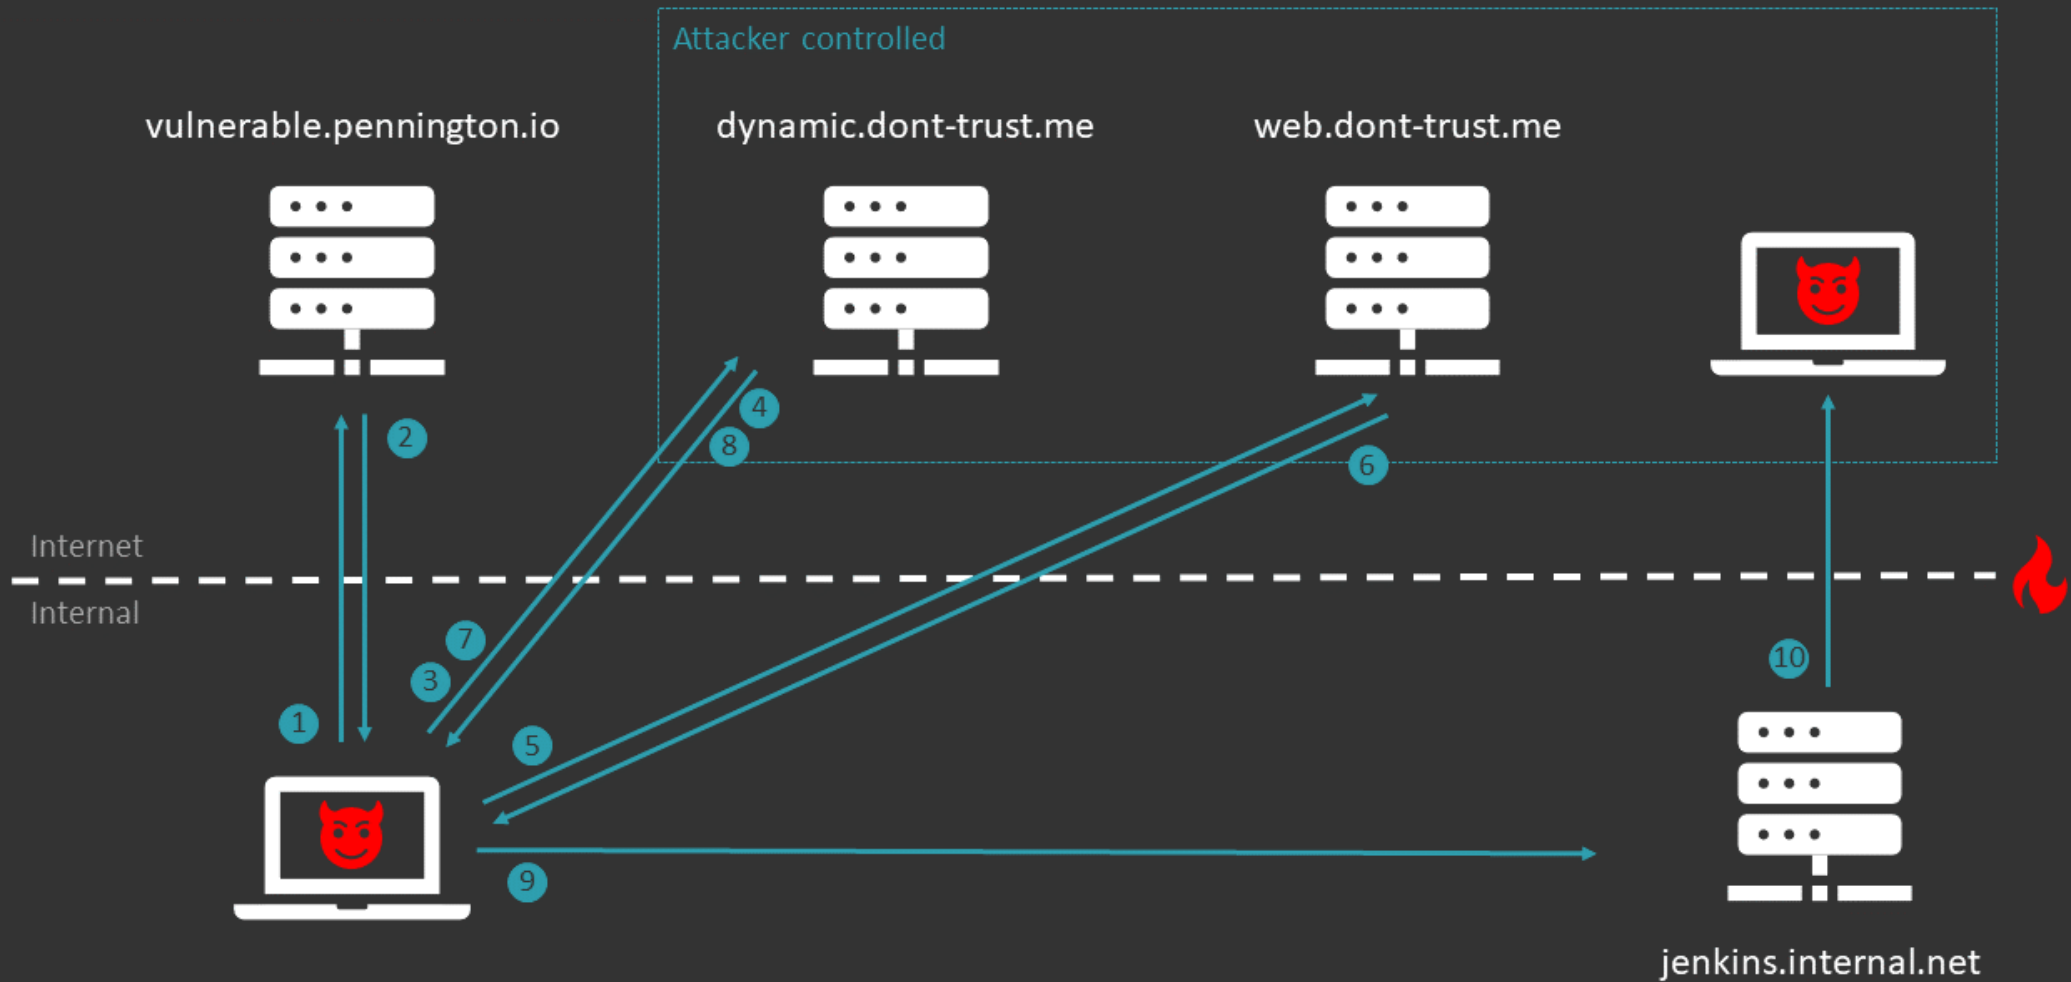 Attacker controlled
vulnerable.pennington.io
dynamic.dont-trust.me
web.dont-trust.me
4
2
8
6
Internet
Internal
7
10
3
1
5
9
jenkins.internal.net